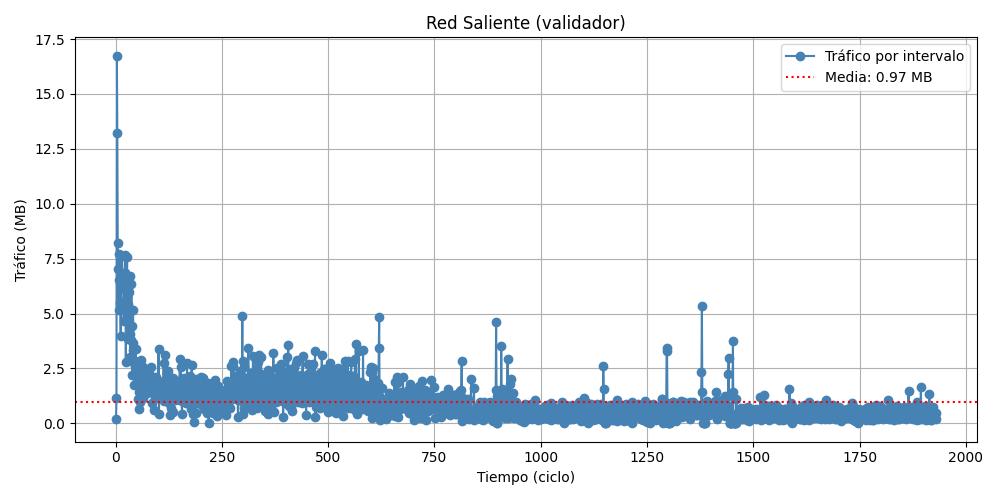 Red Saliente (validador)
Tráfico por intervalo
Media: 0.97 MB
Tráfico (MB)
17.5
15.0
12.5
10.0
7.5
5.0
2.5
0.0
0 250 500 750 1000 1250 1500 1750 2000
Tiempo (ciclo)